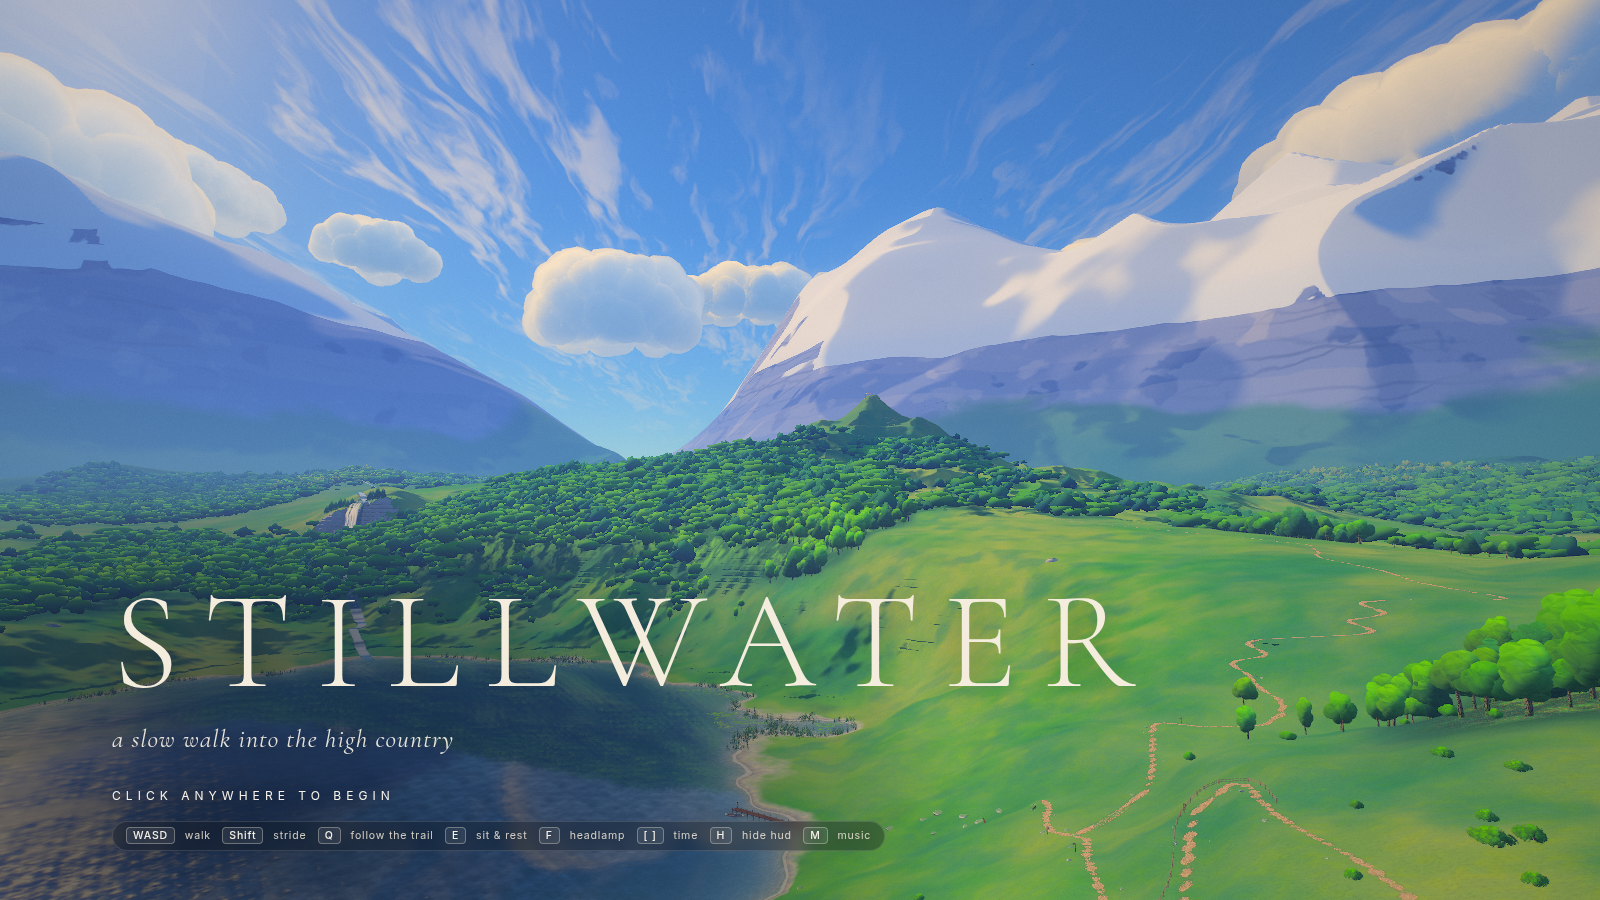 STILLWATER
a slow walk into the high country
CLICK ANYWHERE TO BEGIN
WASD walk Shift stride Q follow the trail E sit & rest F headlamp [ ] time H hide hud M music